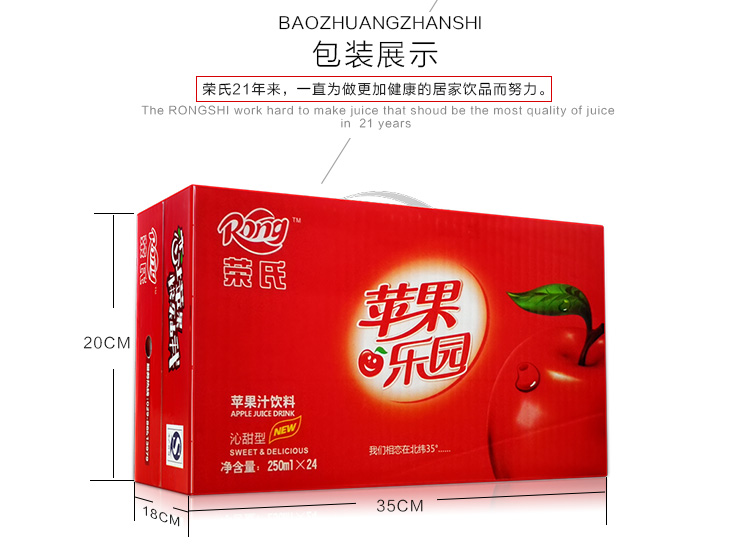 BAOZHUANGZHANSHI
包装展示
荣氏21年来，一直为做更加健康的居家饮品而努力。
The RONGSHI work hard to make juice that shoud be the most quality of juice
in 21 years
Rong™
荣氏
Rong
荣氏
苹果
乐园
20CM
苹果汁饮料
APPLE JUICE DRINK
沁甜型 NEW
SWEET & DELICIOUS
净含量：250ml×24
我们相恋在北纬35°......
18CM
35CM